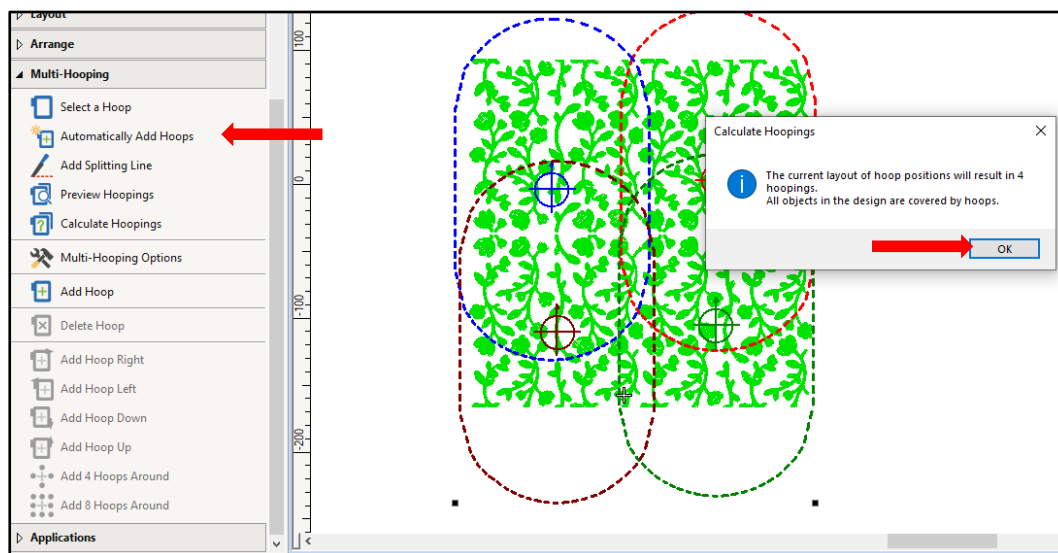 Layout
Arrange
Multi-Hooping
Select a Hoop
Automatically Add Hoops
Add Splitting Line
Preview Hoopings
Calculate Hoopings
Multi-Hooping Options
Add Hoop
Delete Hoop
Add Hoop Right
Add Hoop Left
Add Hoop Down
Add Hoop Up
Add 4 Hoops Around
Add 8 Hoops Around
Applications
100
0
-100
-200
Calculate Hoopings
The current layout of hoop positions will result in 4
hoopings.
All objects in the design are covered by hoops.
OK